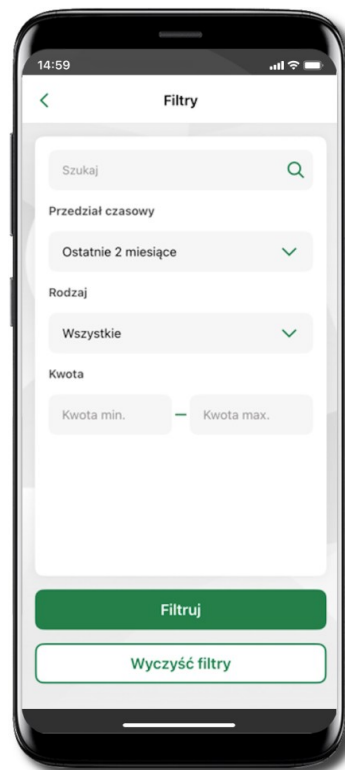 14:59
Filtry
Szukaj
Przedział czasowy
Ostatnie 2 miesiące
Rodzaj
Wszystkie
Kwota
Kwota min. – Kwota max.
Filtruj
Wyczyść filtry